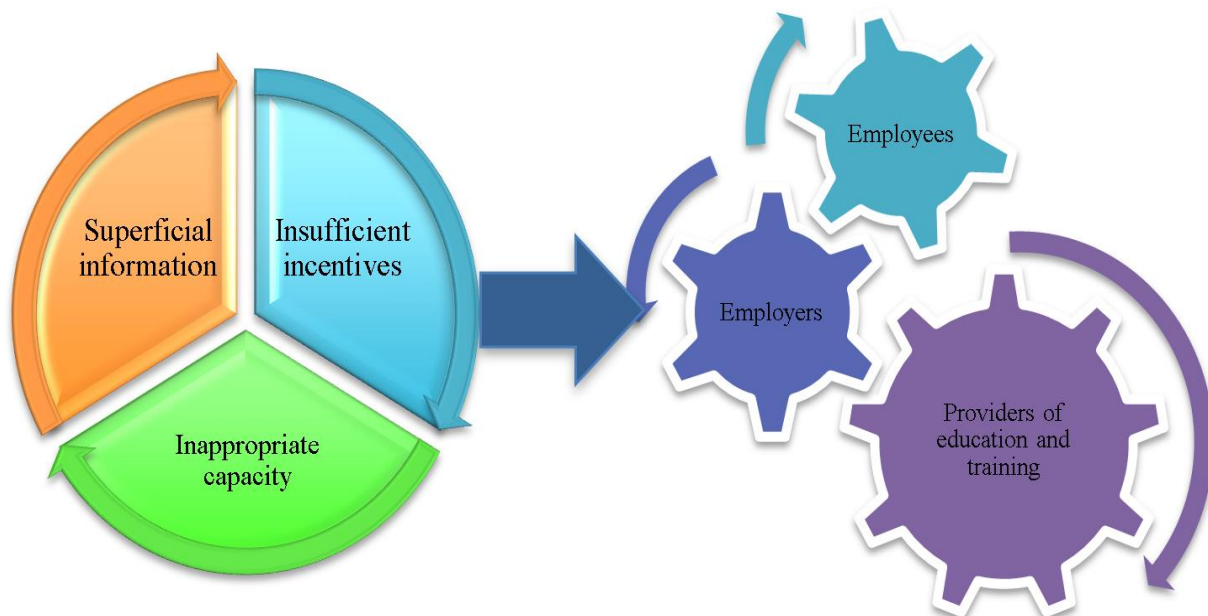 Superficial
information
Insufficient
incentives
Inappropriate
capacity
Employees
Employers
Providers of
education and
training